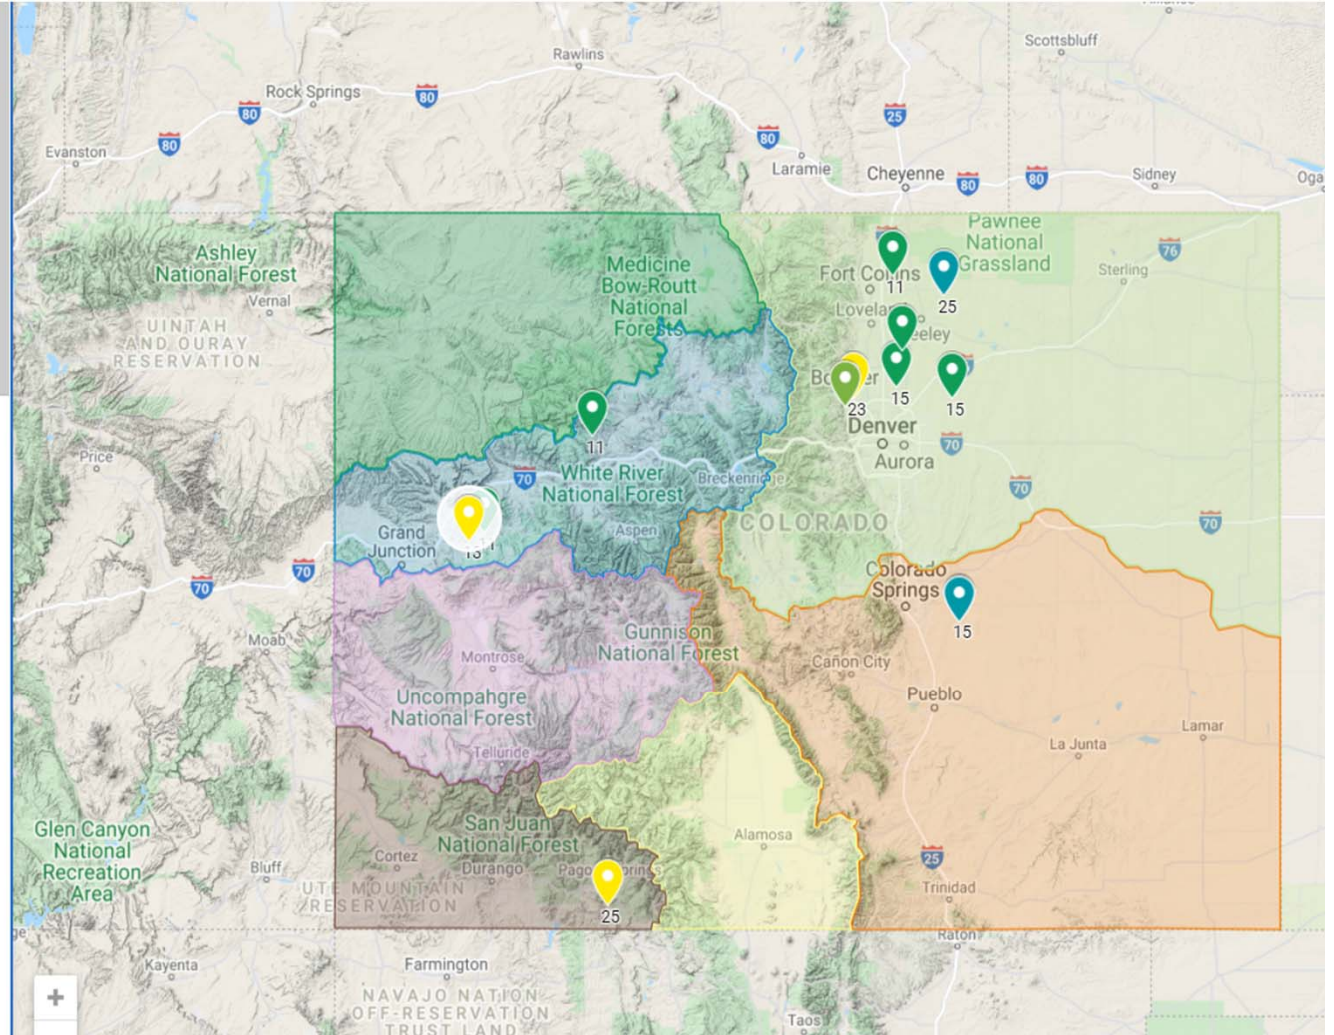 Scottsbluff
Rawlins
Rock Springs
80
80
25
80
80
Evanston
Laramie
Cheyenne
80
80
Sidney
Pawnee
National
Grassland
Ashley
National Forest
Medicine
Bow-Routt
National
Forests
76
Sterling
Fort Collins
11
25
Vernal
UINTAH
AND OURAY
RESERVATION
15
15
23
Denver
11
70
Aurora
Price
70
White River
National Forest
Breckenridge
70
Grand
Junction
Aspen
COLORADO
70
13
70
70
Colorado
Springs
15
Moab
Gunnison
National Forest
Montrose
Cañon City
Uncompahgre
National Forest
Pueblo
Lamar
Telluride
La Junta
Glen Canyon
National
Recreation
Area
San Juan
National Forest
Alamosa
Cortez
Durango
Bluff
25
UTE MOUNTAIN
RESERVATION
25
Trinidad
Raton
Kayenta
Farmington
NAVAJO NATION
OFF-RESERVATION
TRUST LAND
Taos
+